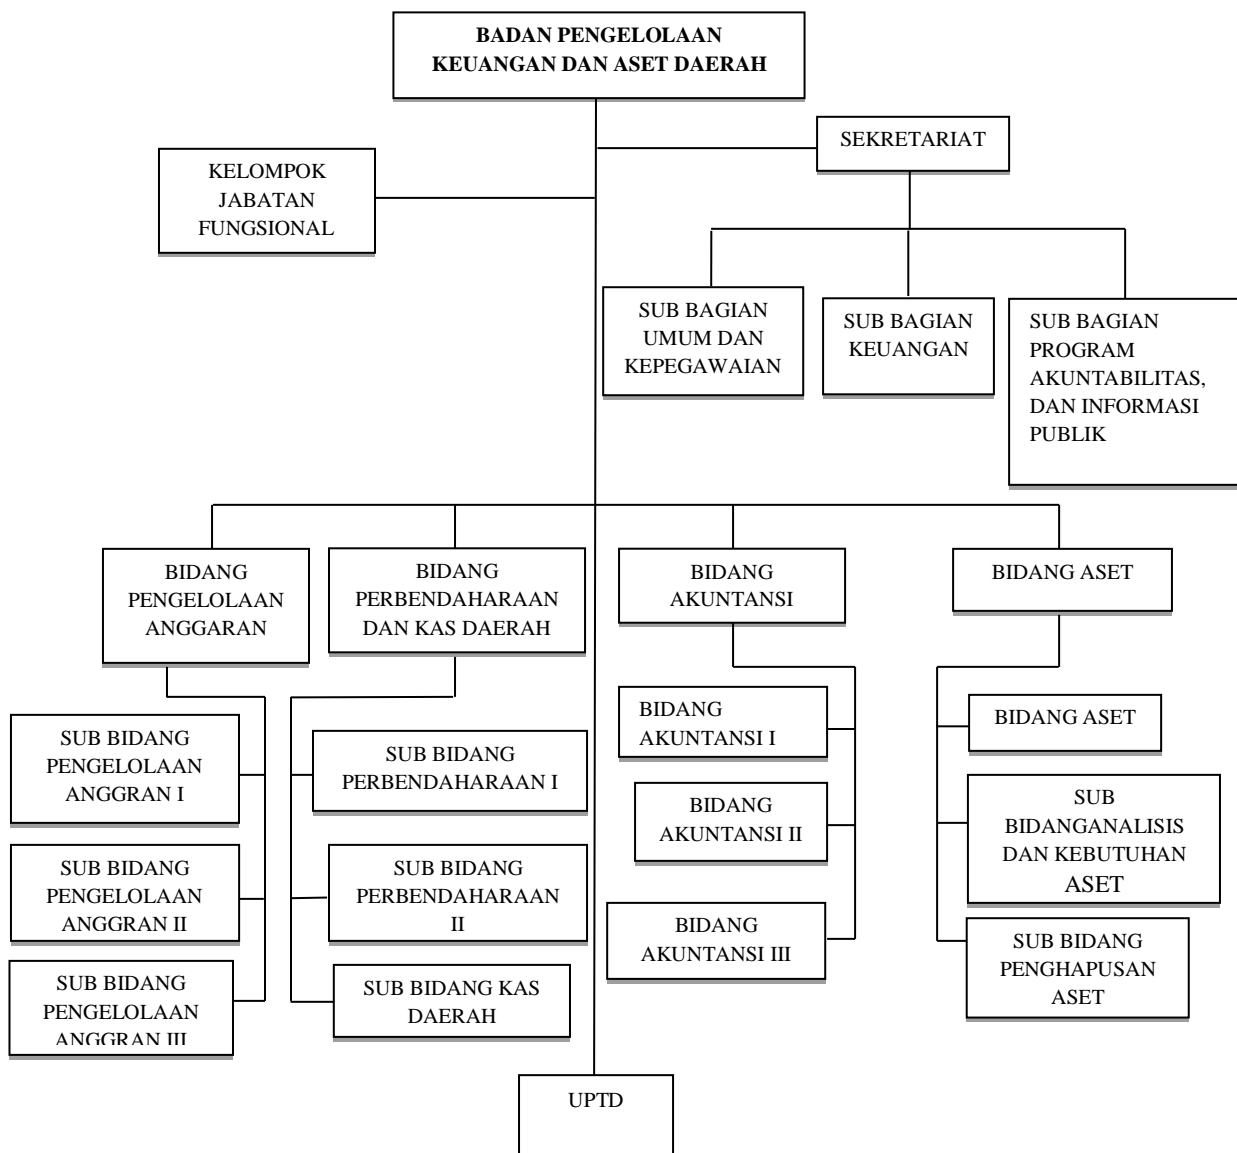 BADAN PENGELOLAAN
KEUANGAN DAN ASET DAERAH
SEKRETARIAT
KELOMPOK
JABATAN
FUNGSIONAL
SUB BAGIAN
UMUM DAN
KEPEGAWAIAN
SUB BAGIAN
KEUANGAN
SUB BAGIAN
PROGRAM
AKUNTABILITAS,
DAN INFORMASI
PUBLIK
BIDANG
PENGELOLAAN
ANGGARAN
BIDANG
PERBENDAHARAAN
DAN KAS DAERAH
BIDANG
AKUNTANSI
BIDANG ASET
SUB BIDANG
PENGELOLAAN
ANGGRAN I
SUB BIDANG
PENGELOLAAN
ANGGRAN II
SUB BIDANG
PENGELOLAAN
ANGGRAN III
SUB BIDANG
PERBENDAHARAAN I
SUB BIDANG
PERBENDAHARAAN
II
SUB BIDANG KAS
DAERAH
BIDANG
AKUNTANSI I
BIDANG
AKUNTANSI II
BIDANG
AKUNTANSI III
BIDANG ASET
SUB
BIDANGANALISIS
DAN KEBUTUHAN
ASET
SUB BIDANG
PENGHAPUSAN
ASET
UPTD